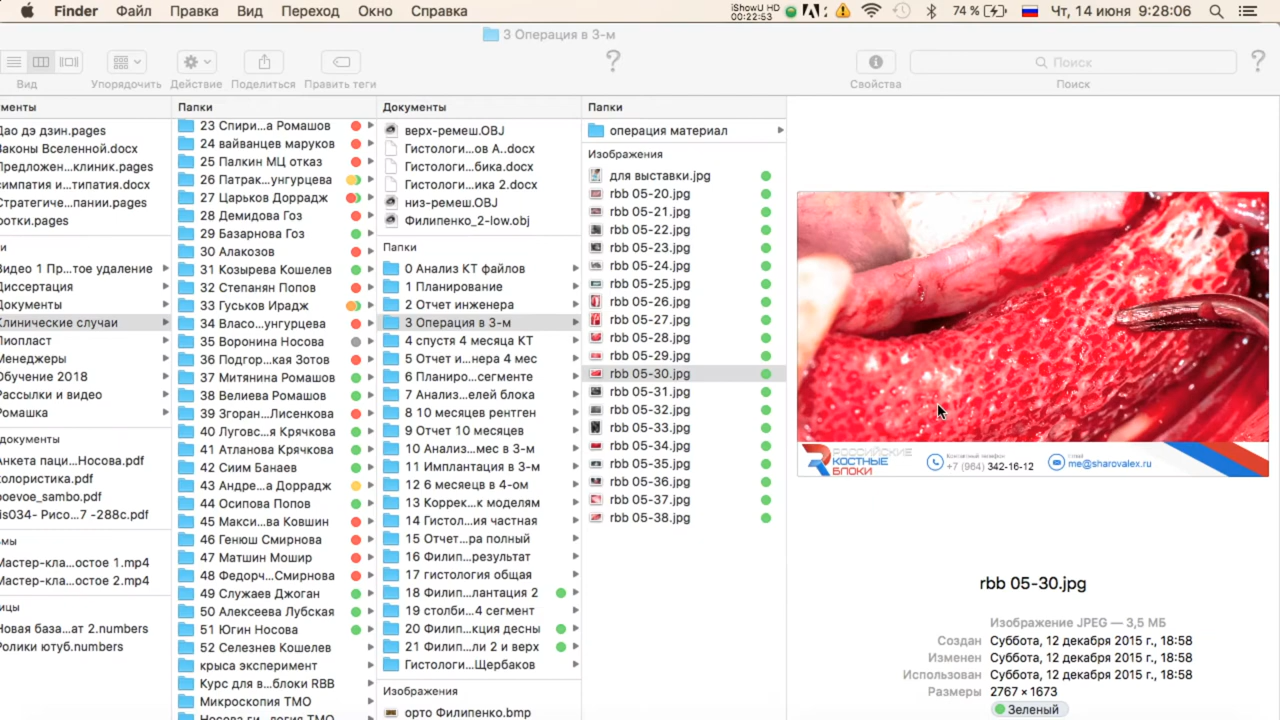 Finder Файл Правка Вид Переход Окно Справка iShowU HD 00:22:53 74 % Чт, 14 июня 9:28:06
3 Операция в 3-м
Вид Упорядочить Действие Поделиться Править теги ? Свойства Поиск Поиск ?
менты
Дао дэ дзин.pages
Законы Вселенной.docx
Предложен...клиник.pages
симпатия и...типатия.docx
Стратегиче...пании.pages
ротки.pages
и
Видео 1 Пр...тое удаление
Диссертация
Документы
Клинические случаи
Лиопласт
Менеджеры
Обучение 2018
Рассылки и видео
Ромашка
документы
Анкета паци...Носова.pdf
колористика.pdf
boevoe_sambo.pdf
is034- Рисо...7 -288c.pdf
Мастер-кла...остое 1.mp4
Мастер-кла...остое 2.mp4
ицы
Новая база...ат 2.numbers
Ролики ютуб.numbers
Папки
23 Спири...а Ромашов
24 вайванцев маруков
25 Палкин МЦ отказ
26 Патрак...унгурцева
27 Царьков Доррадж
28 Демидова Гоз
29 Базарнова Гоз
30 Алакозов
31 Козырева Кошелев
32 Степанян Попов
33 Гуськов Ирадж
34 Власо...унгурцева
35 Воронина Носова
36 Подгор...кая Зотов
37 Митянина Ромашов
38 Велиева Ромашов
39 Згоран...Лисенкова
40 Луговс...я Крячкова
41 Атланова Крячкова
42 Сиим Банаев
43 Андре...а Доррадж
44 Осипова Попов
45 Макси...ва Ковшин
46 Генюш Смирнова
47 Матшин Мошир
48 Федорч...Смирнова
49 Служаев Джоган
50 Алексеева Лубская
51 Югин Носова
52 Селезнев Кошелев
крыса эксперимент
Курс для в...блоки RBB
Микроскопия ТМО
Носова ги...логия ТМО
Документы
верх-ремеш.OBJ
Гистологи...ов А..docx
Гистологи...бика.docx
Гистологи...ика 2.docx
низ-ремеш.OBJ
Филипенко_2-low.obj
Папки
0 Анализ КТ файлов
1 Планирование
2 Отчет инженера
3 Операция в 3-м
4 спустя 4 месяца КТ
5 Отчет и...нера 4 мес
6 Планиро...сегменте
7 Анализ...елей блока
8 10 месяцев рентген
9 Отчет 10 месяцев
10 Анализ...мес в 3-м
11 Имплантация в 3-м
12 6 месяецв в 4-ом
13 Коррек...к моделям
14 Гистол...ия частная
15 Отчет...ра полный
16 Филип...результат
17 гистология общая
18 Филип...лантация 2
19 столби...4 сегмент
20 Филип...кция десны
21 Филип...ли 2 и верх
Гистологи...Щербаков
Изображения
орто Филипенко.bmp
Папки
операция материал
Изображения
для выставки.jpg
rbb 05-20.jpg
rbb 05-21.jpg
rbb 05-22.jpg
rbb 05-23.jpg
rbb 05-24.jpg
rbb 05-25.jpg
rbb 05-26.jpg
rbb 05-27.jpg
rbb 05-28.jpg
rbb 05-29.jpg
rbb 05-30.jpg
rbb 05-31.jpg
rbb 05-32.jpg
rbb 05-33.jpg
rbb 05-34.jpg
rbb 05-35.jpg
rbb 05-36.jpg
rbb 05-37.jpg
rbb 05-38.jpg
РОССИЙСКИЕ КОСТНЫЕ БЛОКИ
+7 (964) 342-16-12
me@sharovalex.ru
rbb 05-30.jpg
Изображение JPEG — 3,5 МБ
Создан Суббота, 12 декабря 2015 г., 18:58
Изменен Суббота, 12 декабря 2015 г., 18:58
Использован Суббота, 12 декабря 2015 г., 18:58
Размеры 2767 × 1673
Зеленый